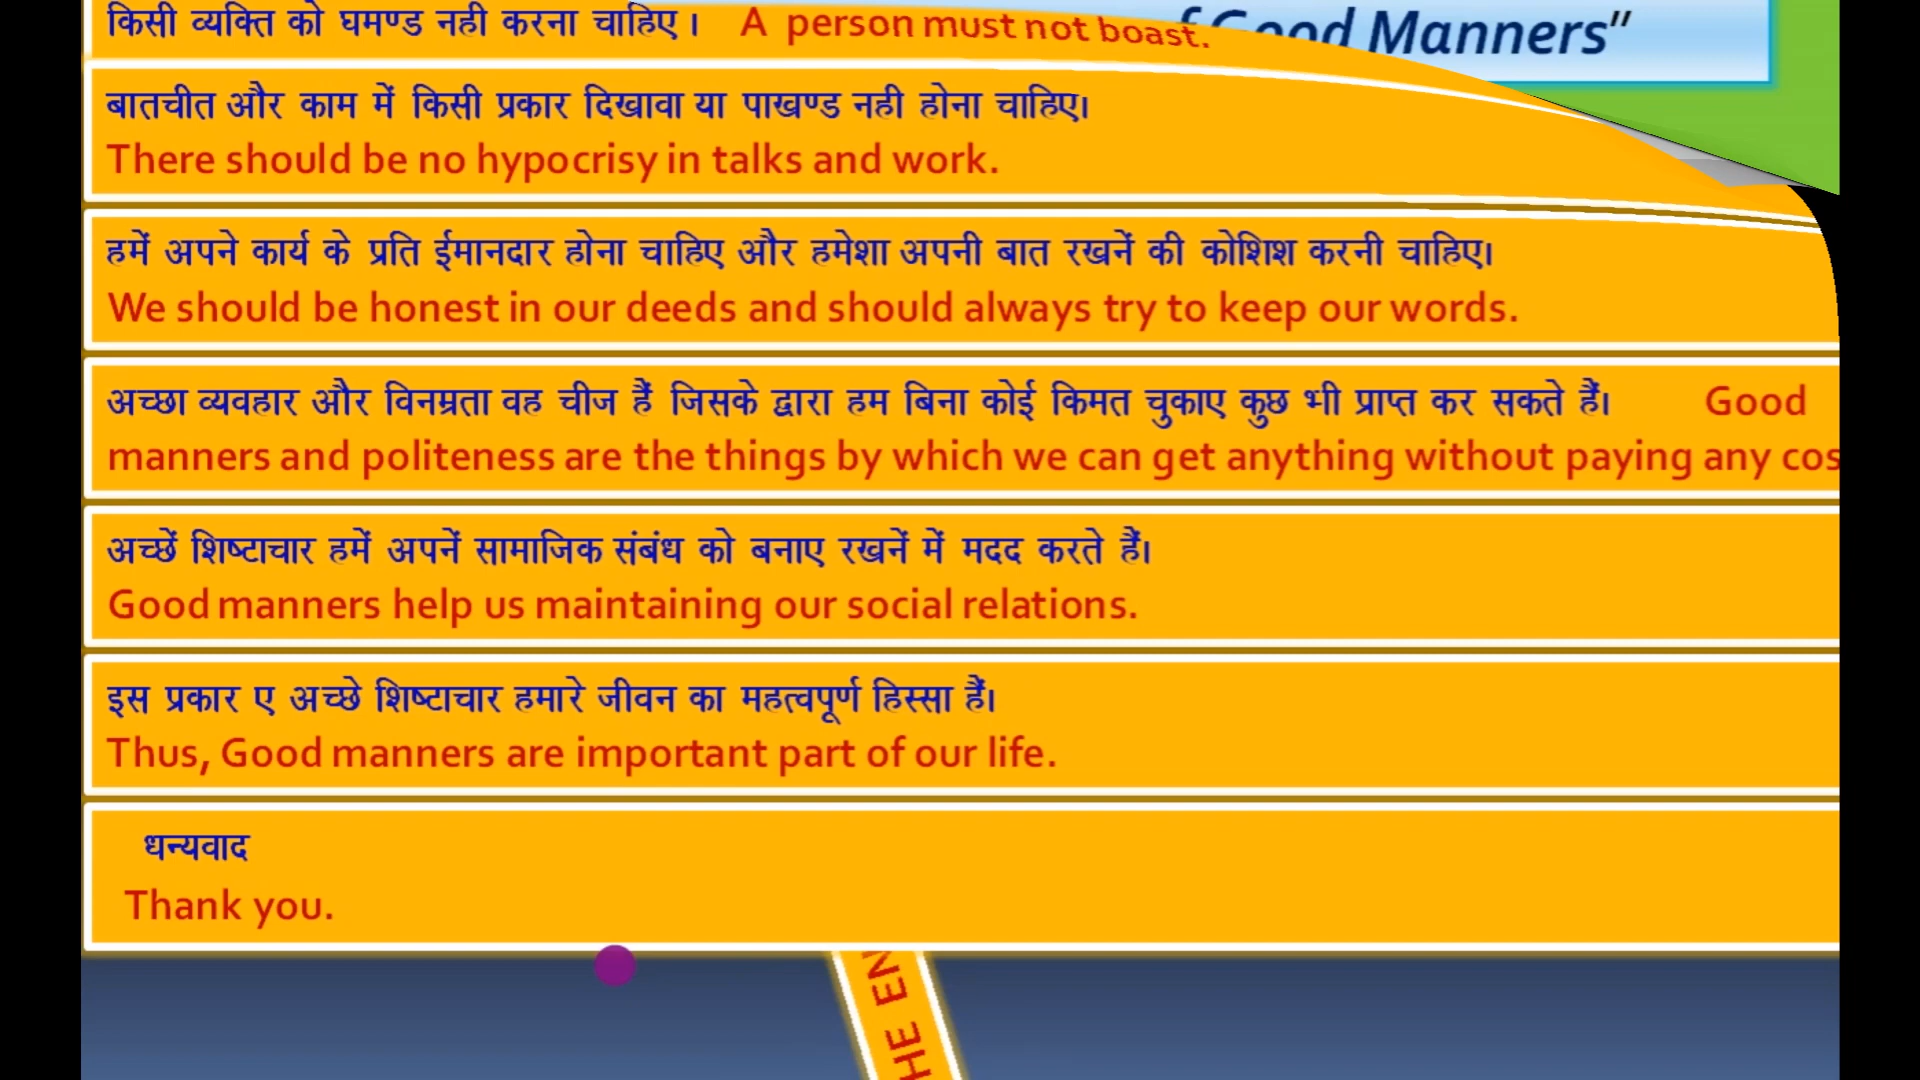 Good Manners"
किसी व्यक्ति को घमण्ड नही करना चाहिए । A person must not boast.
बातचीत और काम में किसी प्रकार दिखावा या पाखण्ड नही होना चाहिए।
There should be no hypocrisy in talks and work.
हमें अपने कार्य के प्रति ईमानदार होना चाहिए और हमेशा अपनी बात रखनें की कोशिश करनी चाहिए।
We should be honest in our deeds and should always try to keep our words.
अच्छा व्यवहार और विनम्रता वह चीज हैं जिसके द्वारा हम बिना कोई किमत चुकाए कुछ भी प्राप्त कर सकते हैं। Good
manners and politeness are the things by which we can get anything without paying any cos
अच्छें शिष्टाचार हमें अपनें सामाजिक संबंध को बनाए रखनें में मदद करते हैं।
Good manners help us maintaining our social relations.
इस प्रकार ए अच्छे शिष्टाचार हमारे जीवन का महत्वपूर्ण हिस्सा हैं।
Thus, Good manners are important part of our life.
धन्यवाद
Thank you.
HE EN